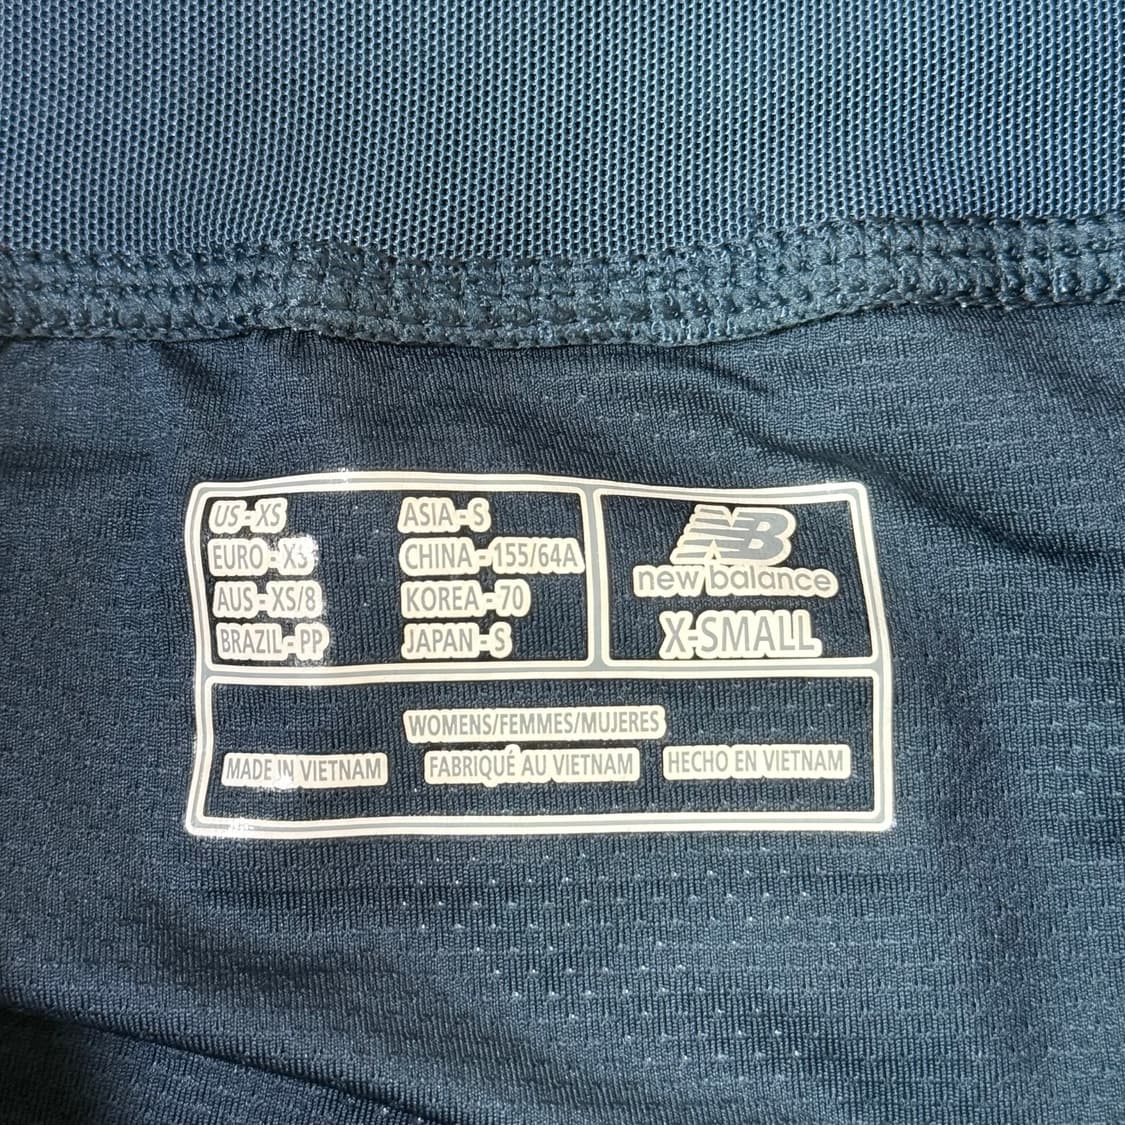 US - XS
EURO - XS
AUS - XS/8
BRAZIL - PP
ASIA - S
CHINA - 155/64A
KOREA - 70
JAPAN - S
NB
new balance
X-SMALL
WOMENS/FEMMES/MUJERES
MADE IN VIETNAM
FABRIQUÉ AU VIETNAM
HECHO EN VIETNAM